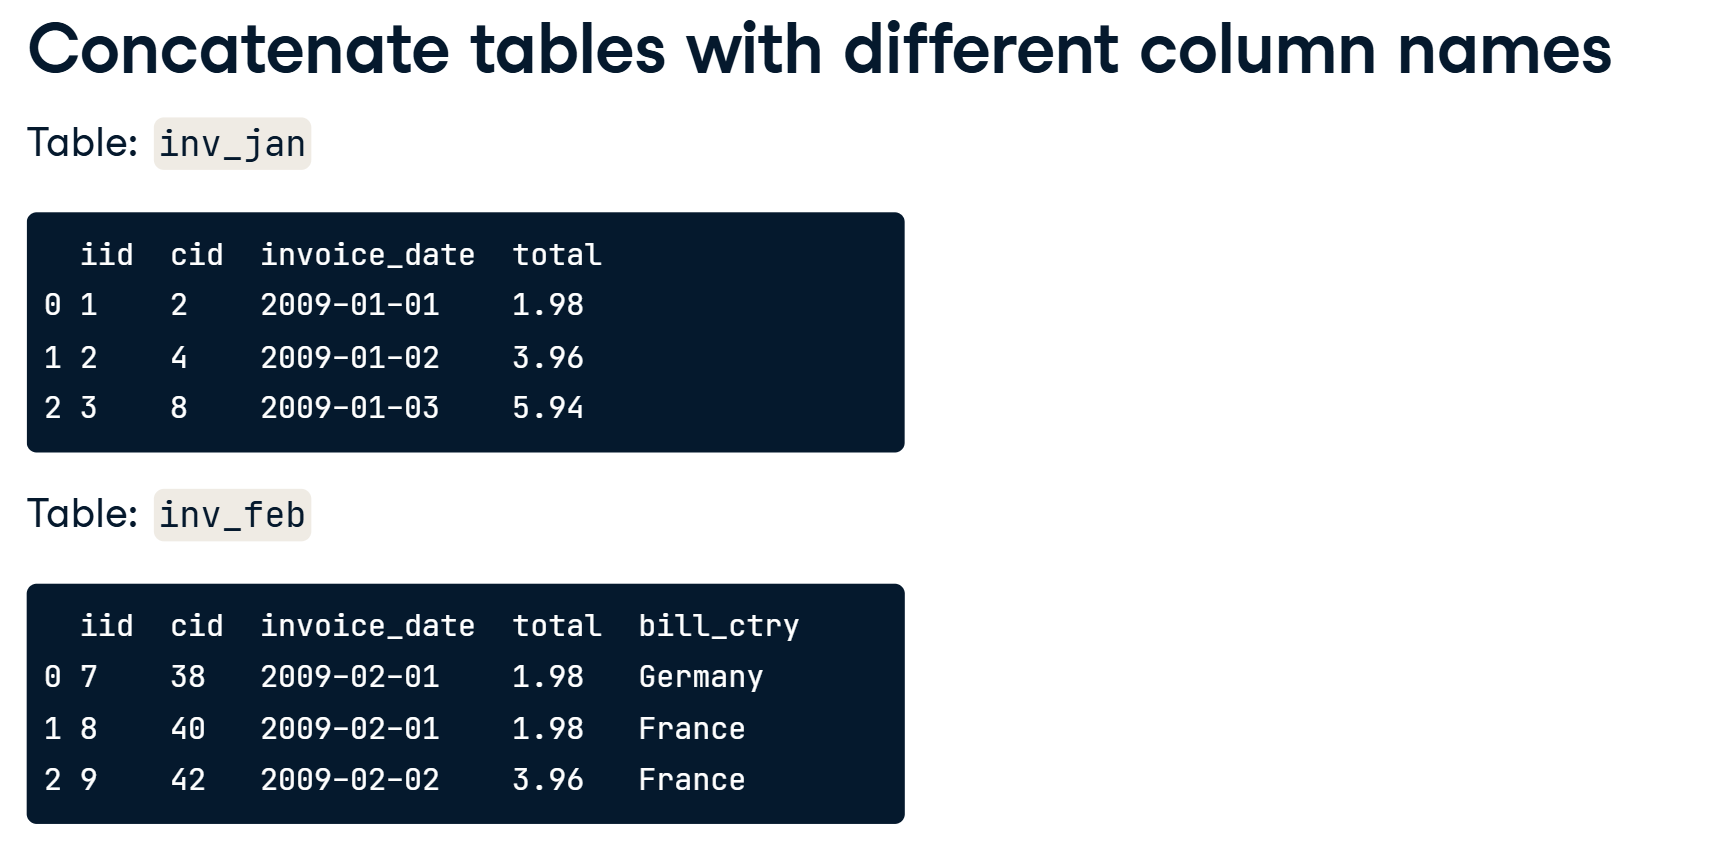 Concatenate tables with different column names
Table: inv_jan
iid cid invoice_date total
0 1 2 2009-01-01 1.98
1 2 4 2009-01-02 3.96
2 3 8 2009-01-03 5.94
Table: inv_feb
iid cid invoice_date total bill_ctry
0 7 38 2009-02-01 1.98 Germany
1 8 40 2009-02-01 1.98 France
2 9 42 2009-02-02 3.96 France